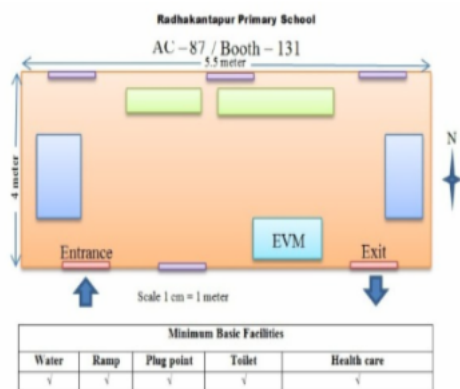 Radhakantapur Primary School
AC – 87 / Booth – 131
5.5 meter
4 meter
N
Entrance
EVM
Exit
Scale 1 cm = 1 meter
Minimum Basic Facilities
Water Ramp Plug point Toilet Health care
√ √ √ √ √